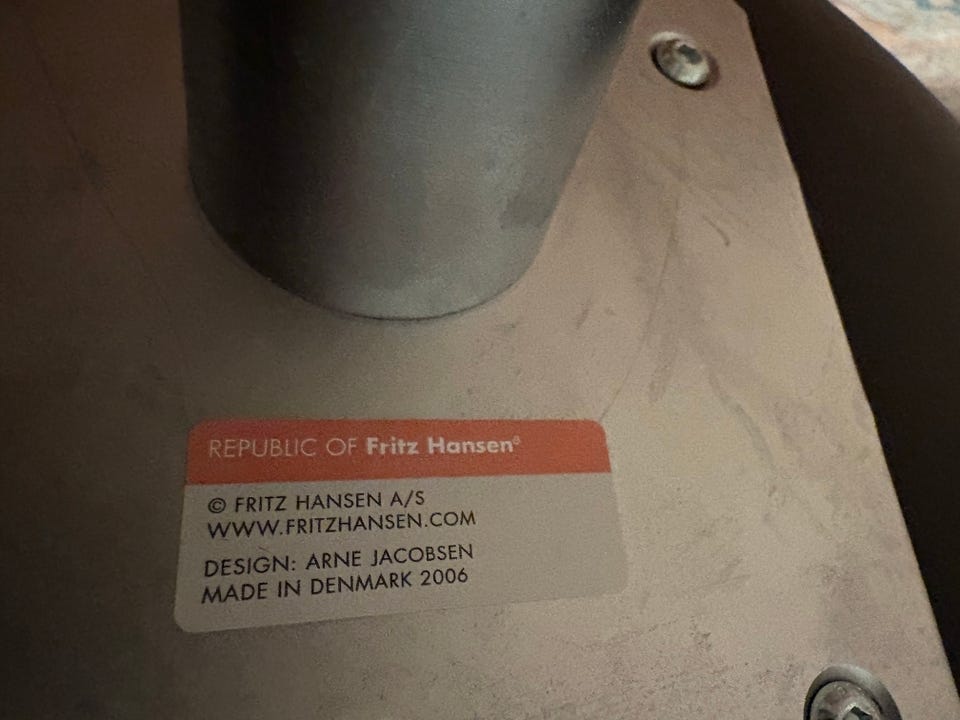 REPUBLIC OF Fritz Hansen®
© FRITZ HANSEN A/S
WWW.FRITZHANSEN.COM
DESIGN: ARNE JACOBSEN
MADE IN DENMARK 2006